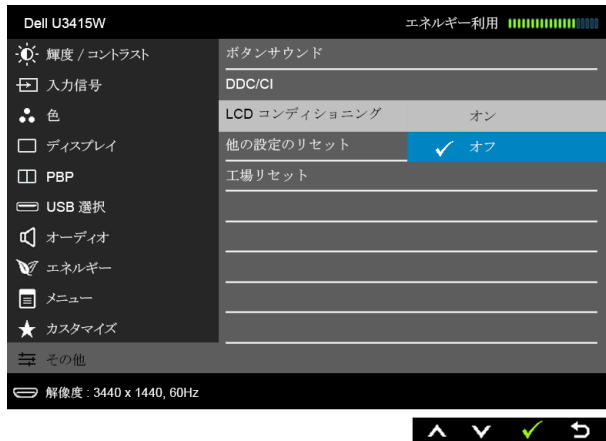 Dell U3415W
エネルギー利用
輝度 / コントラスト
入力信号
色
ディスプレイ
PBP
USB 選択
オーディオ
エネルギー
メニュー
カスタマイズ
その他
ボタンサウンド
DDC/CI
LCD コンディショニング
オン
他の設定のリセット
オフ
工場リセット
解像度 : 3440 x 1440, 60Hz